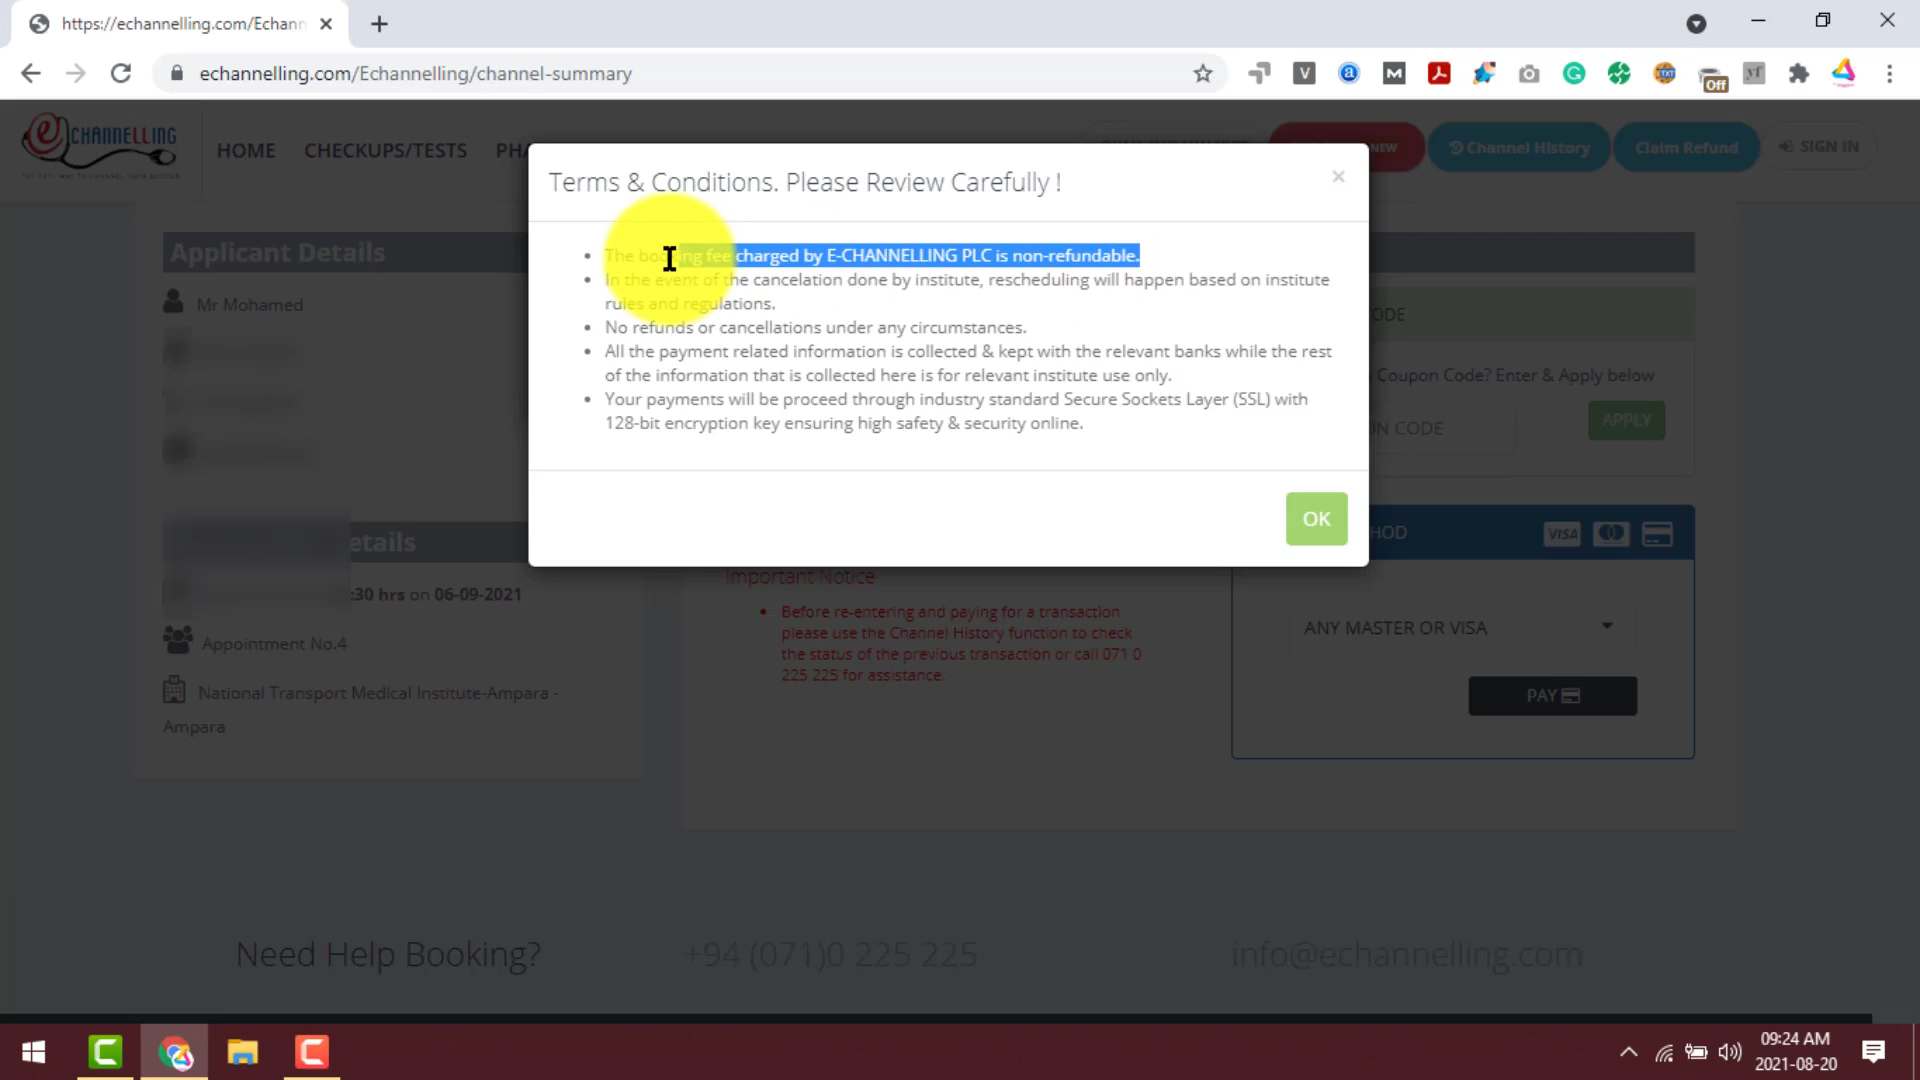 https://echannelling.com/Echann
echannelling.com/Echannelling/channel-summary
Off
CHANNELLING
HOME
CHECKUPS/TESTS
NEW
Channel History
Claim Refund
SIGN IN
Terms & Conditions. Please Review Carefully !
×
The booking fee charged by E-CHANNELLING PLC is non-refundable.
In the event of the cancelation done by institute, rescheduling will happen based on institute
rules and regulations.
No refunds or cancellations under any circumstances.
All the payment related information is collected & kept with the relevant banks while the rest
of the information that is collected here is for relevant institute use only.
Your payments will be proceed through industry standard Secure Sockets Layer (SSL) with
128-bit encryption key ensuring high safety & security online.
OK
Applicant Details
Mr Mohamed
etails
:30 hrs on 06-09-2021
Appointment No.4
National Transport Medical Institute-Ampara -
Ampara
Important Notice
Before re-entering and paying for a transaction
please use the Channel History function to check
the status of the previous transaction or call 071 0
225 225 for assistance.
ODE
Coupon Code? Enter & Apply below
ON CODE
APPLY
HOD
VISA
ANY MASTER OR VISA
PAY
Need Help Booking?
+94 (071)0 225 225
info@echannelling.com
09:24 AM
2021-08-20